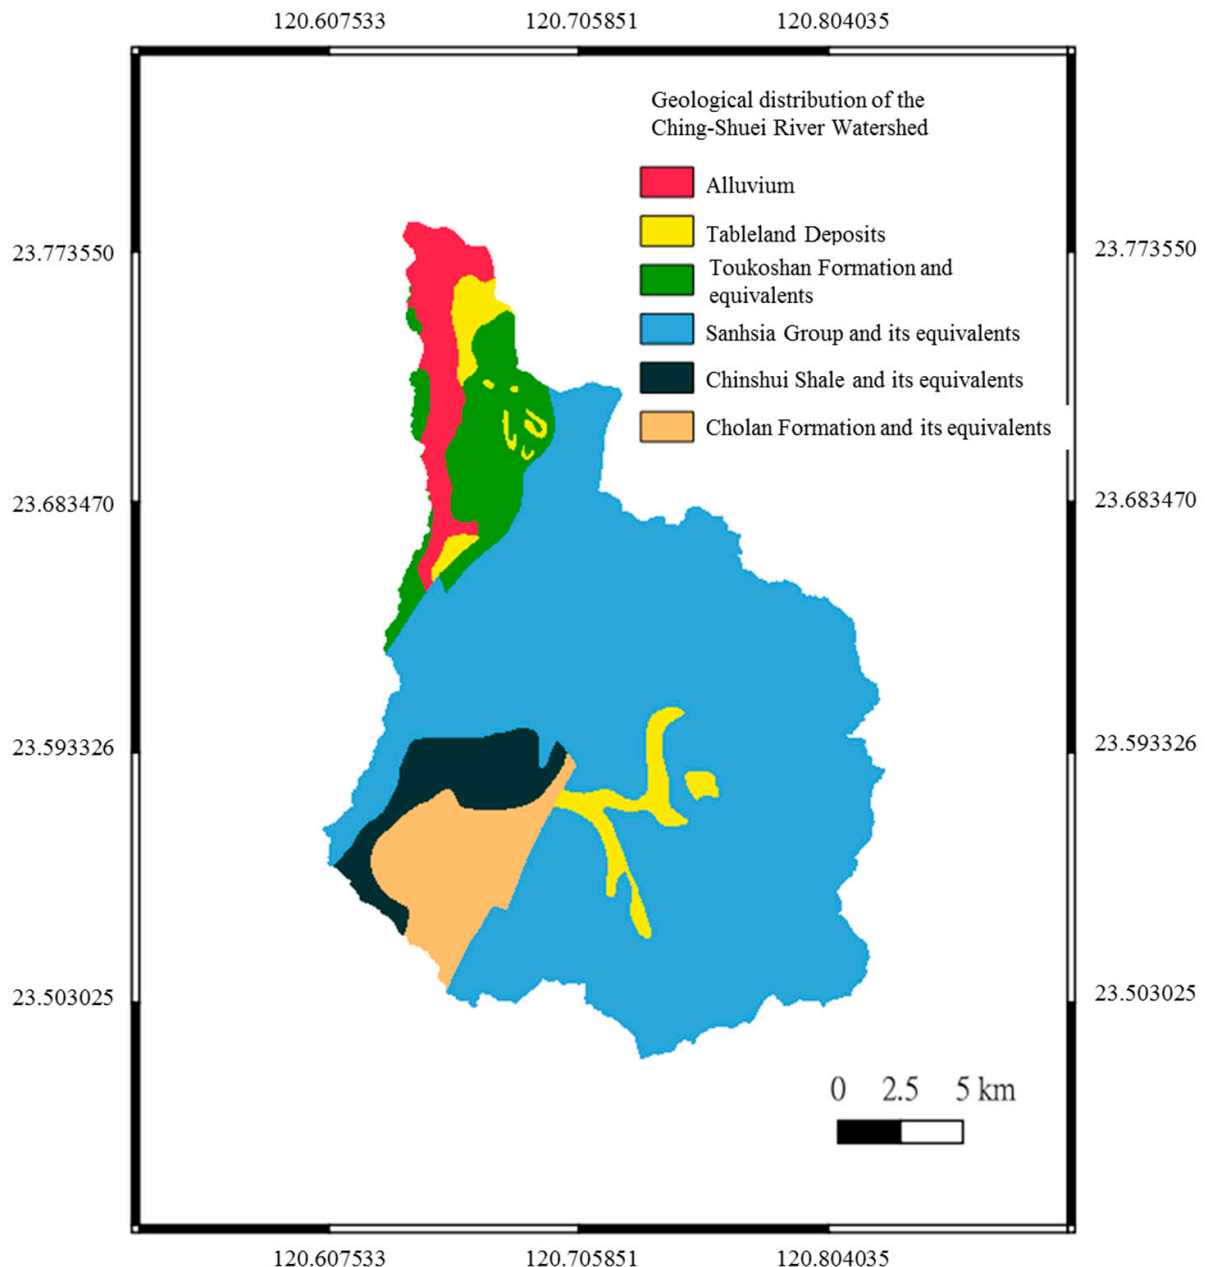 120.607533 120.705851 120.804035
Geological distribution of the
Ching-Shuei River Watershed
Alluvium
Tableland Deposits
Toukoshan Formation and
equivalents
Sanhsia Group and its equivalents
Chinshui Shale and its equivalents
Cholan Formation and its equivalents
23.773550 23.773550
23.683470 23.683470
23.593326 23.593326
23.503025 23.503025
0 2.5 5 km
120.607533 120.705851 120.804035